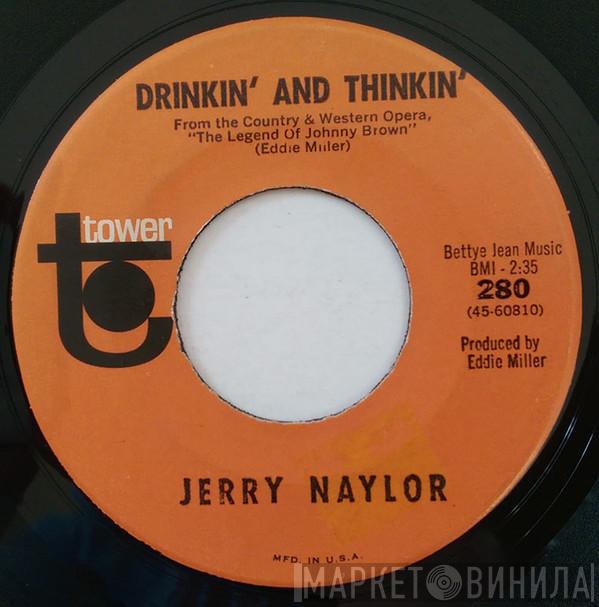 DRINKIN' AND THINKIN'
From the Country & Western Opera,
"The Legend Of Johnny Brown"
(Eddie Miller)
tower
t
Bettye Jean Music
BMI - 2:35
280
(45-60810)
Produced by
Eddie Miller
JERRY NAYLOR
MFD. IN U.S.A.
МАРКЕТ ВИНИЛА